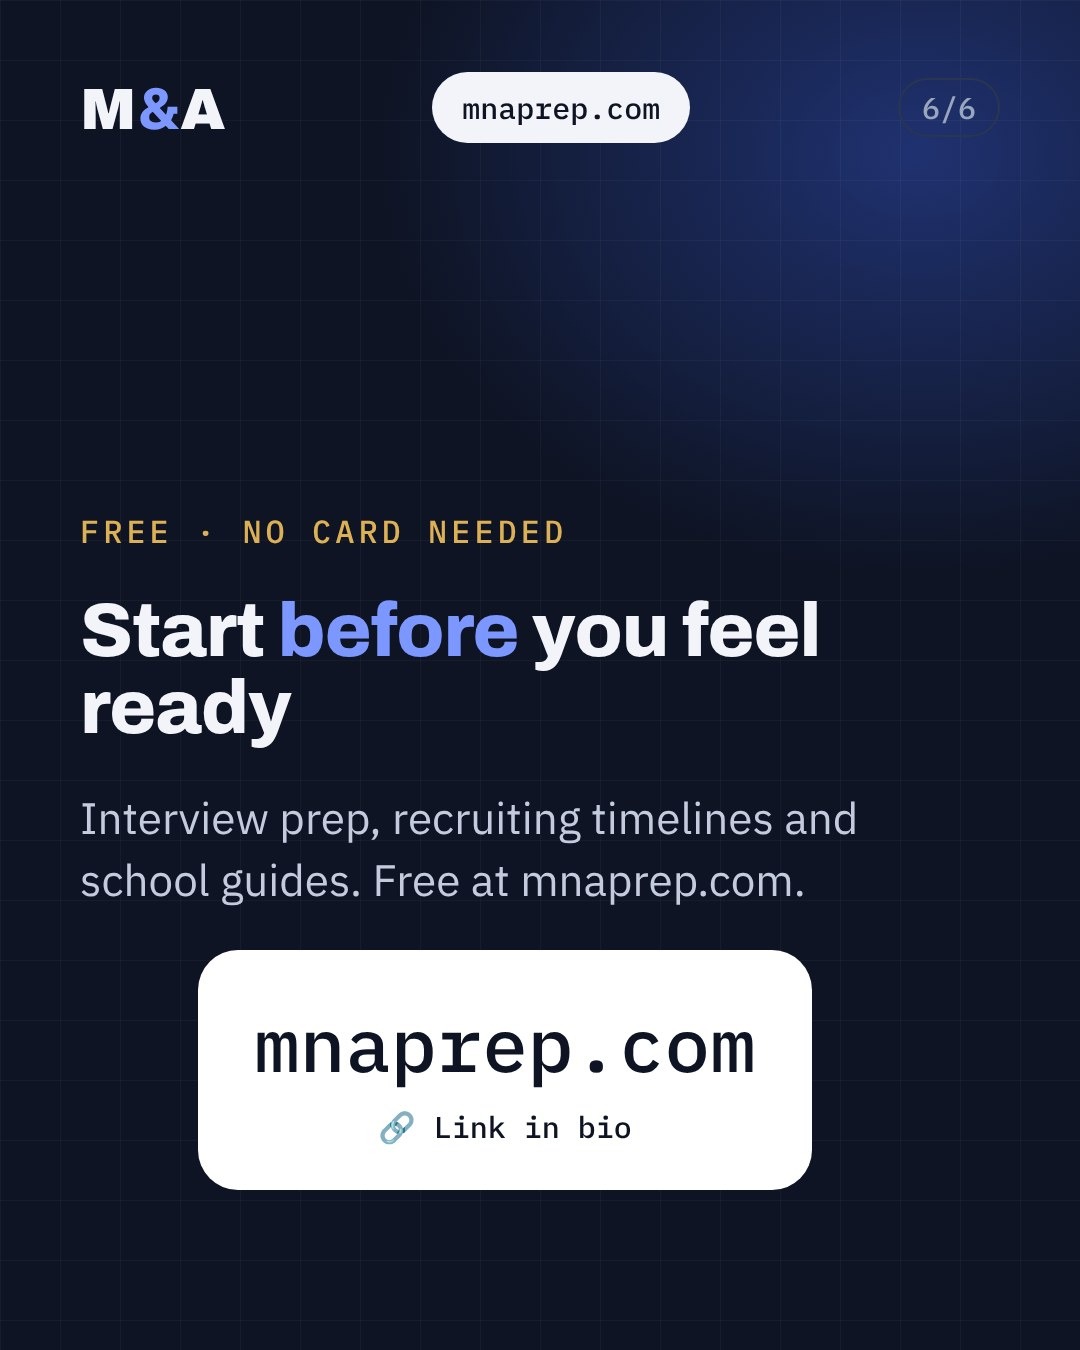 M&A
mnaprep.com
6/6
FREE · NO CARD NEEDED
Start before you feel
ready
Interview prep, recruiting timelines and
school guides. Free at mnaprep.com.
mnaprep.com
🔗 Link in bio